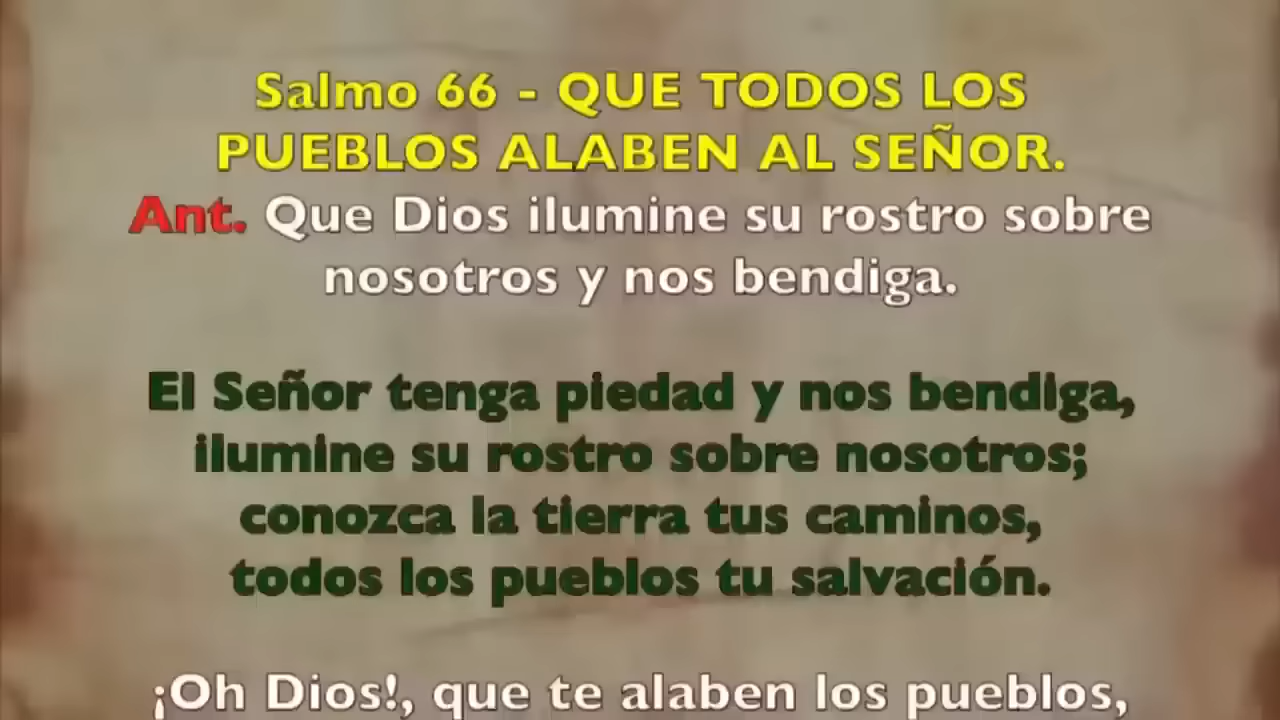 Salmo 66 - QUE TODOS LOS
PUEBLOS ALABEN AL SEÑOR.
Ant. Que Dios ilumine su rostro sobre
nosotros y nos bendiga.
El Señor tenga piedad y nos bendiga,
ilumine su rostro sobre nosotros;
conozca la tierra tus caminos,
todos los pueblos tu salvación.
¡Oh Dios!, que te alaben los pueblos,